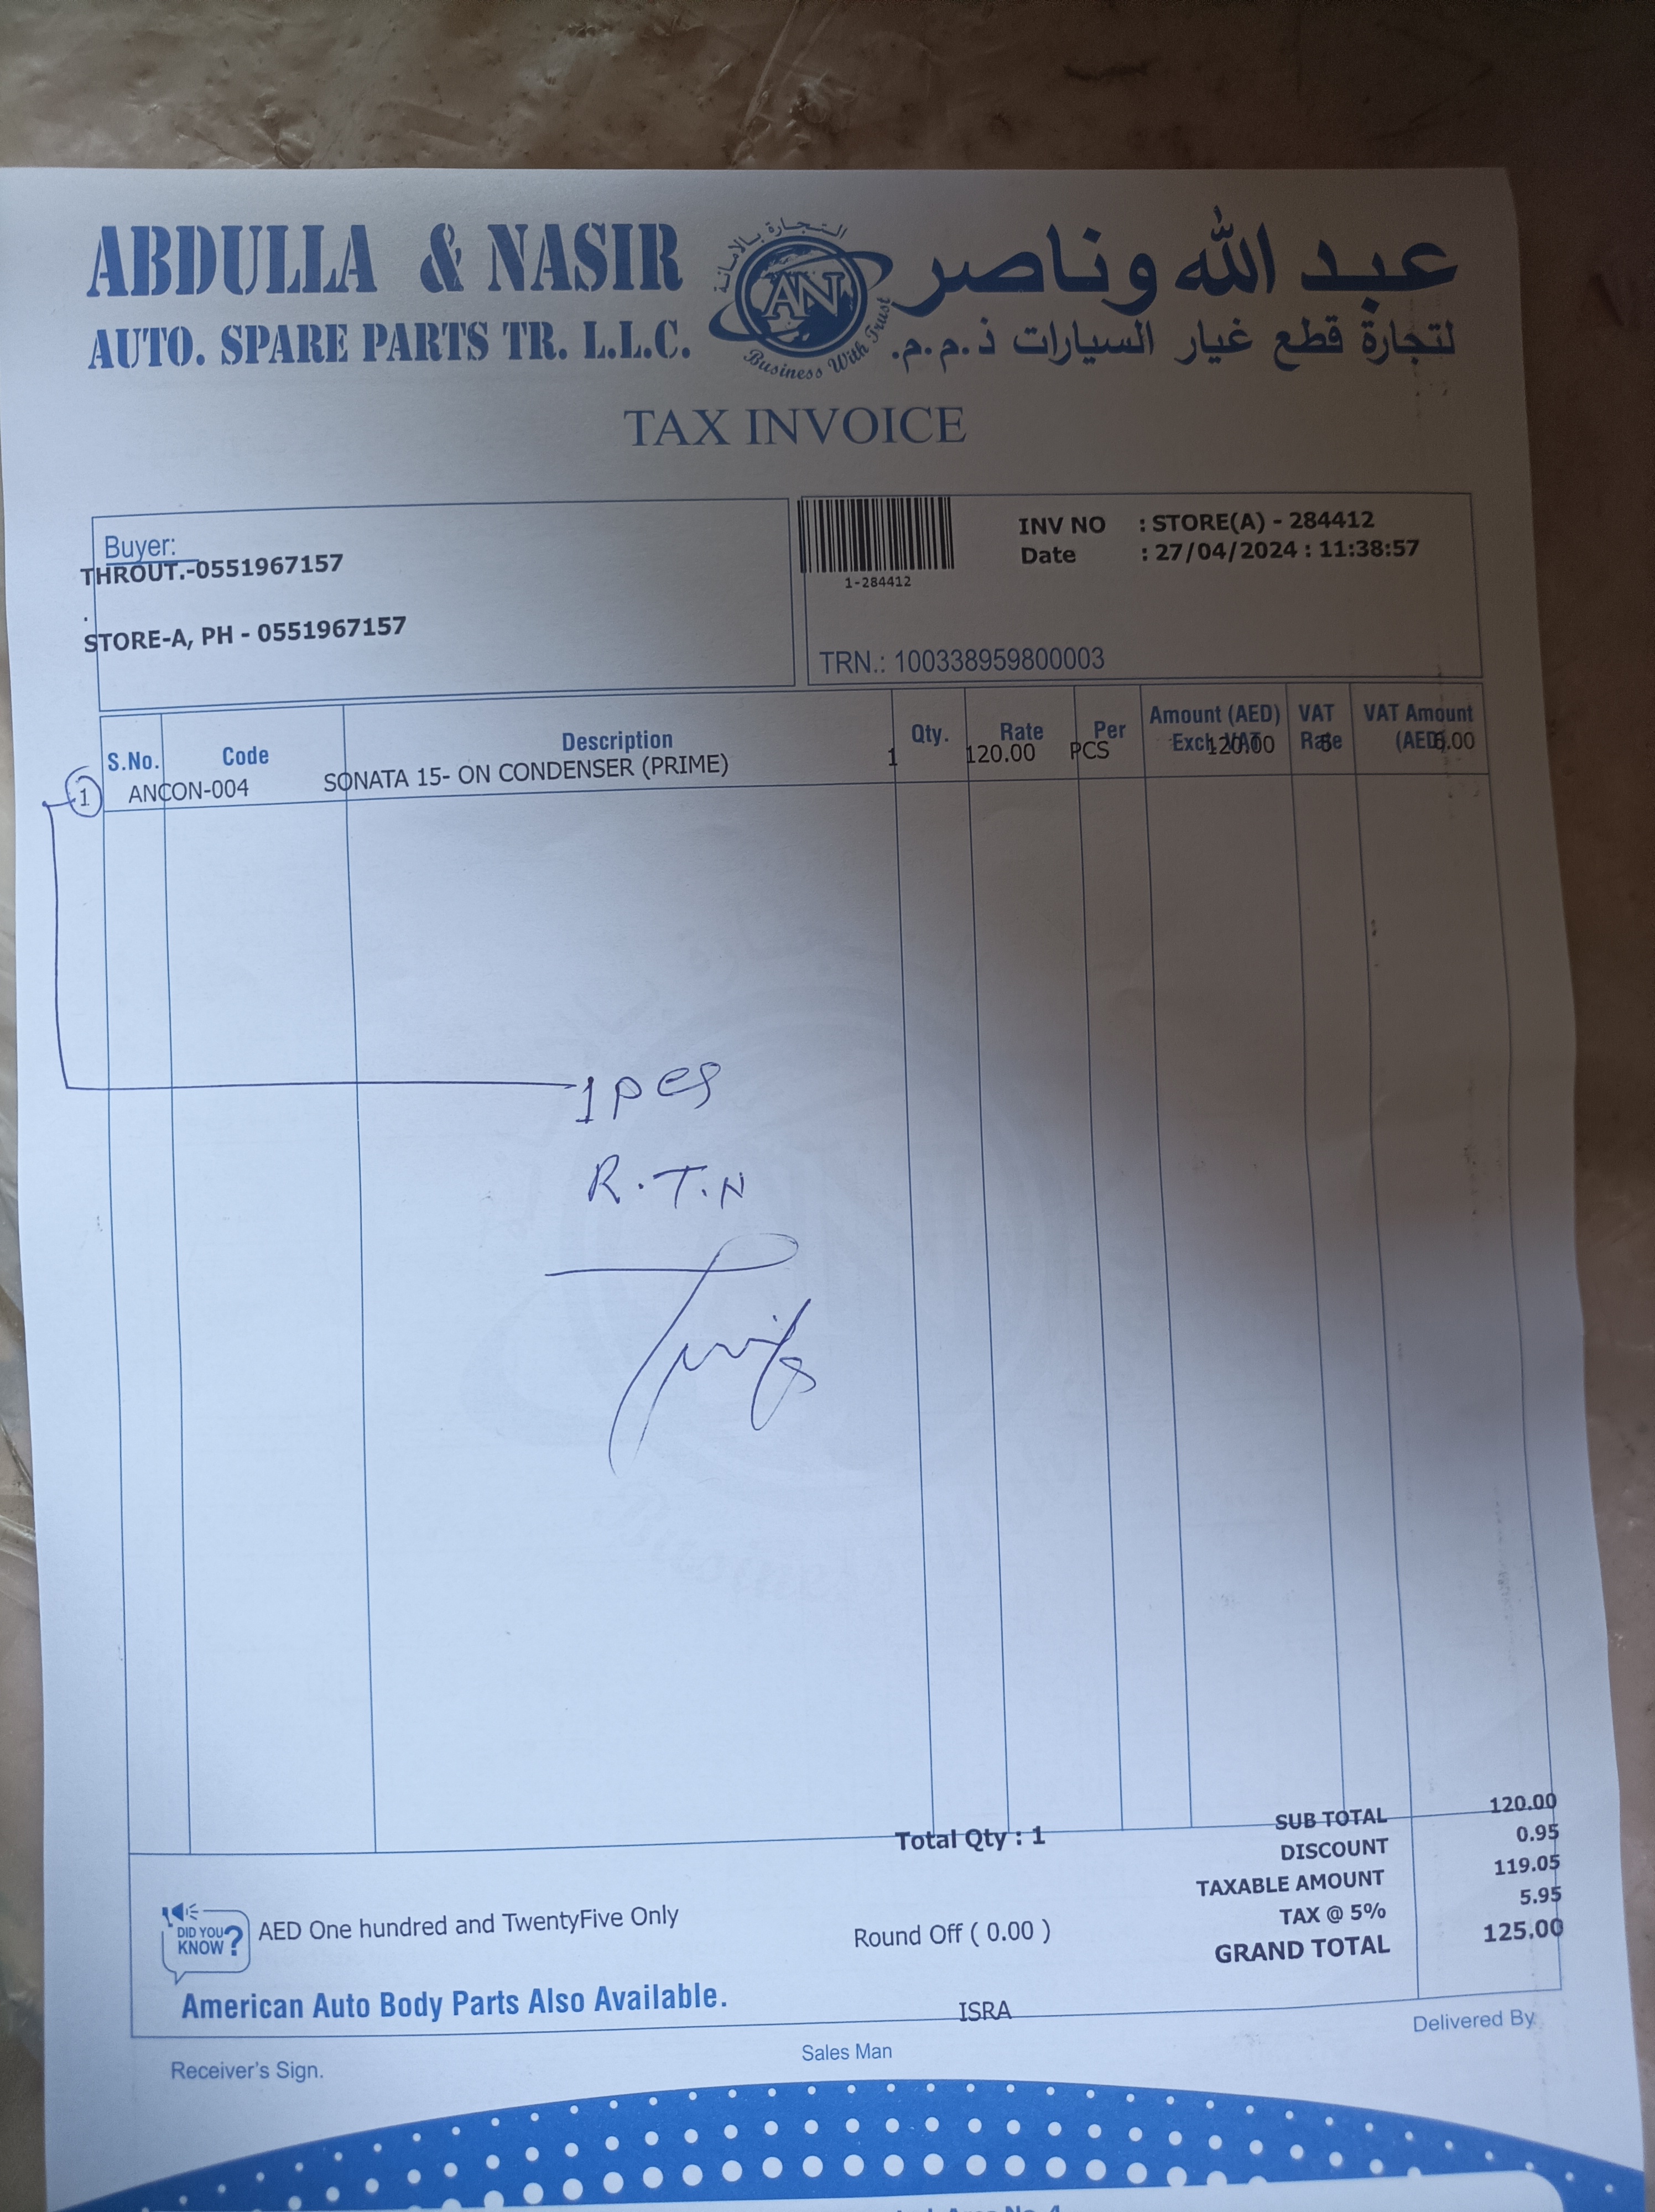 ABDULLA & NASIR
AUTO. SPARE PARTS TR. L.L.C.
التجارة بالامانة
AN
Business With Trust
عبد الله وناصر
لتجارة قطع غيار السيارات ذ.م.م.
TAX INVOICE
Buyer:
THROUT.-0551967157
.
STORE-A, PH - 0551967157
1-284412
INV NO : STORE(A) - 284412
Date : 27/04/2024 : 11:38:57
TRN.: 100338959800003
S.No. Code Description Qty. Rate Per Amount (AED) Excl. VAT VAT Rate VAT Amount (AED)
1 ANCON-004 SONATA 15- ON CONDENSER (PRIME) 1 120.00 PCS 120.00 5 6.00
1 pcs
R.T.N
Total Qty : 1
SUB TOTAL 120.00
DISCOUNT 0.95
TAXABLE AMOUNT 119.05
TAX @ 5% 5.95
GRAND TOTAL 125.00
DID YOU KNOW?
AED One hundred and TwentyFive Only
Round Off ( 0.00 )
American Auto Body Parts Also Available.
ISRA
Receiver's Sign.
Sales Man
Delivered By